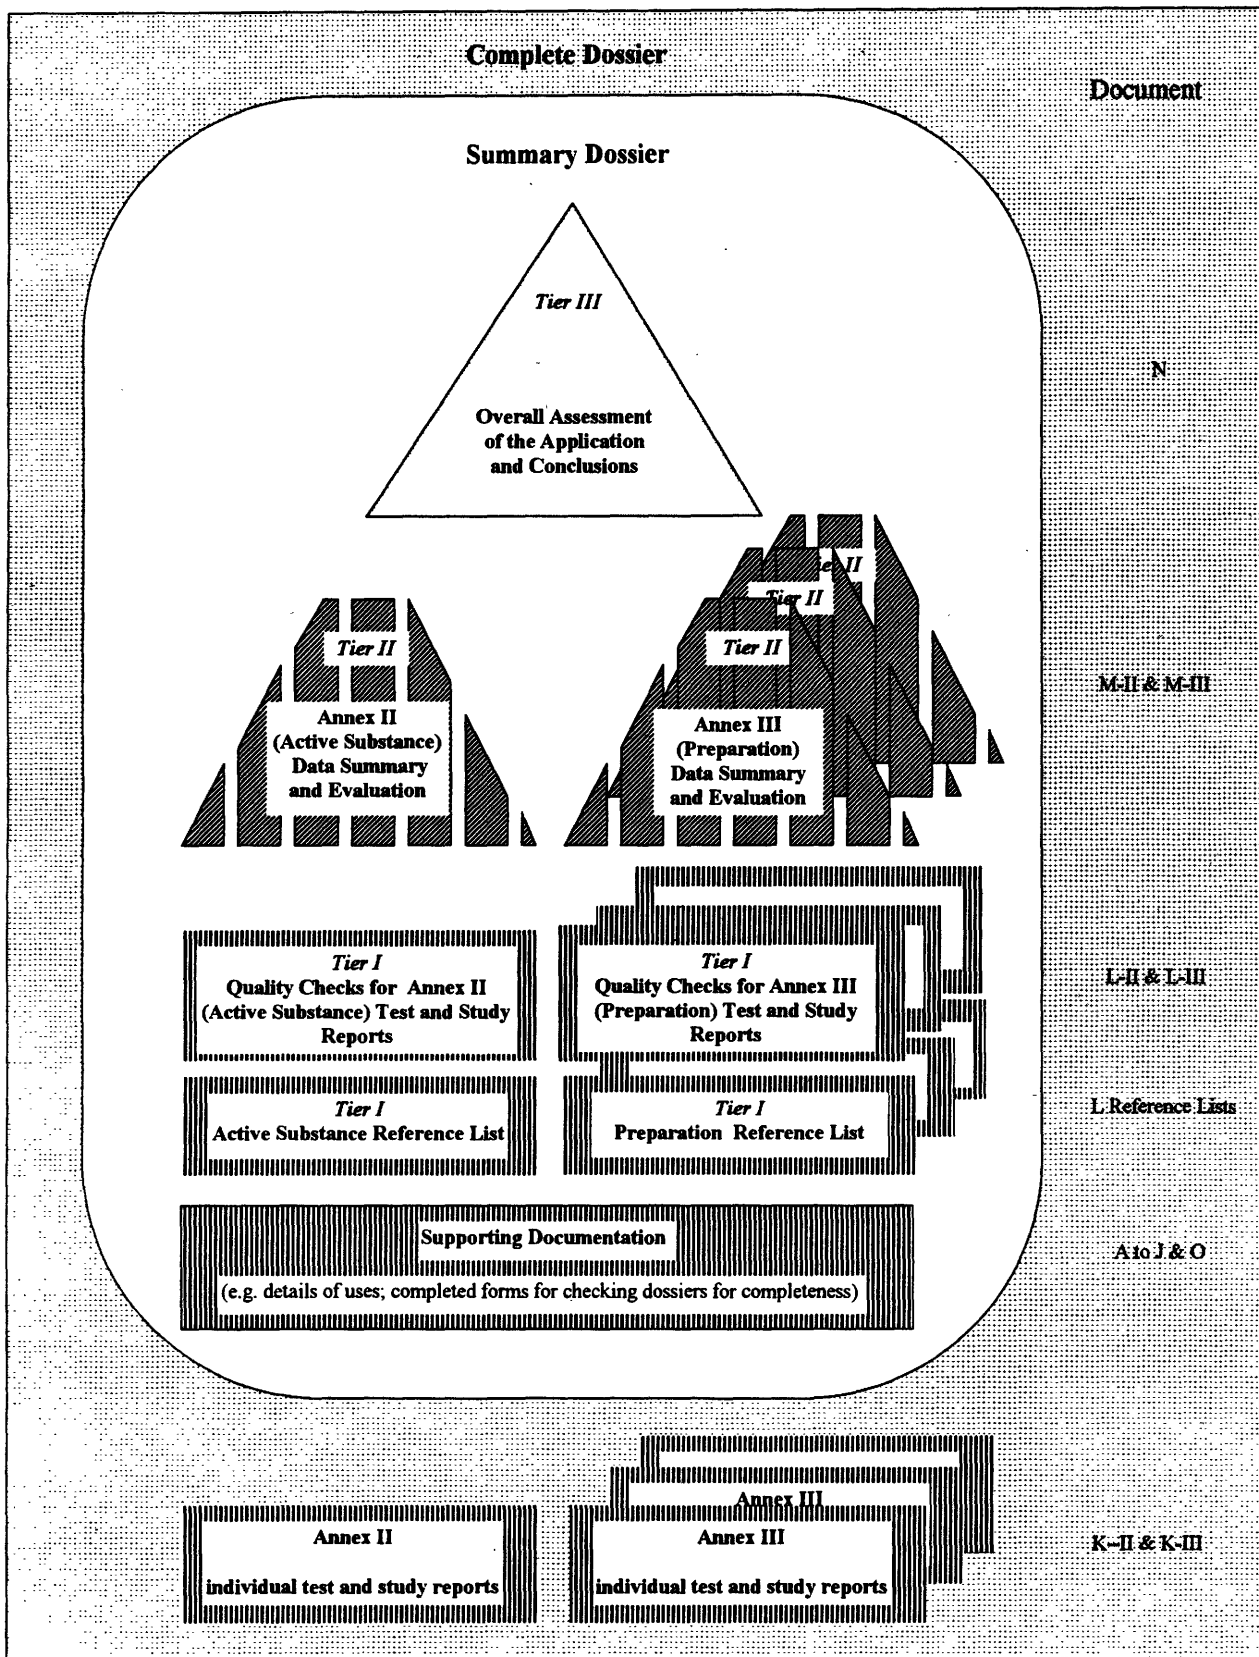 Complete Dossier
Document
Summary Dossier
Tier III
N
Overall Assessment
of the Application
and Conclusions
Tier II
Tier II
Tier II
Tier II
M-II & M-III
Annex II
(Active Substance)
Data Summary
and Evaluation
Annex III
(Preparation)
Data Summary
and Evaluation
Tier I
Quality Checks for Annex II
(Active Substance) Test and Study
Reports
Tier I
Quality Checks for Annex III
(Preparation) Test and Study
Reports
L-II & L-III
Tier I
Active Substance Reference List
Tier I
Preparation Reference List
L Reference Lists
Supporting Documentation
(e.g. details of uses; completed forms for checking dossiers for completeness)
A to J & O
Annex III
Annex II
individual test and study reports
Annex III
individual test and study reports
K--II & K-III